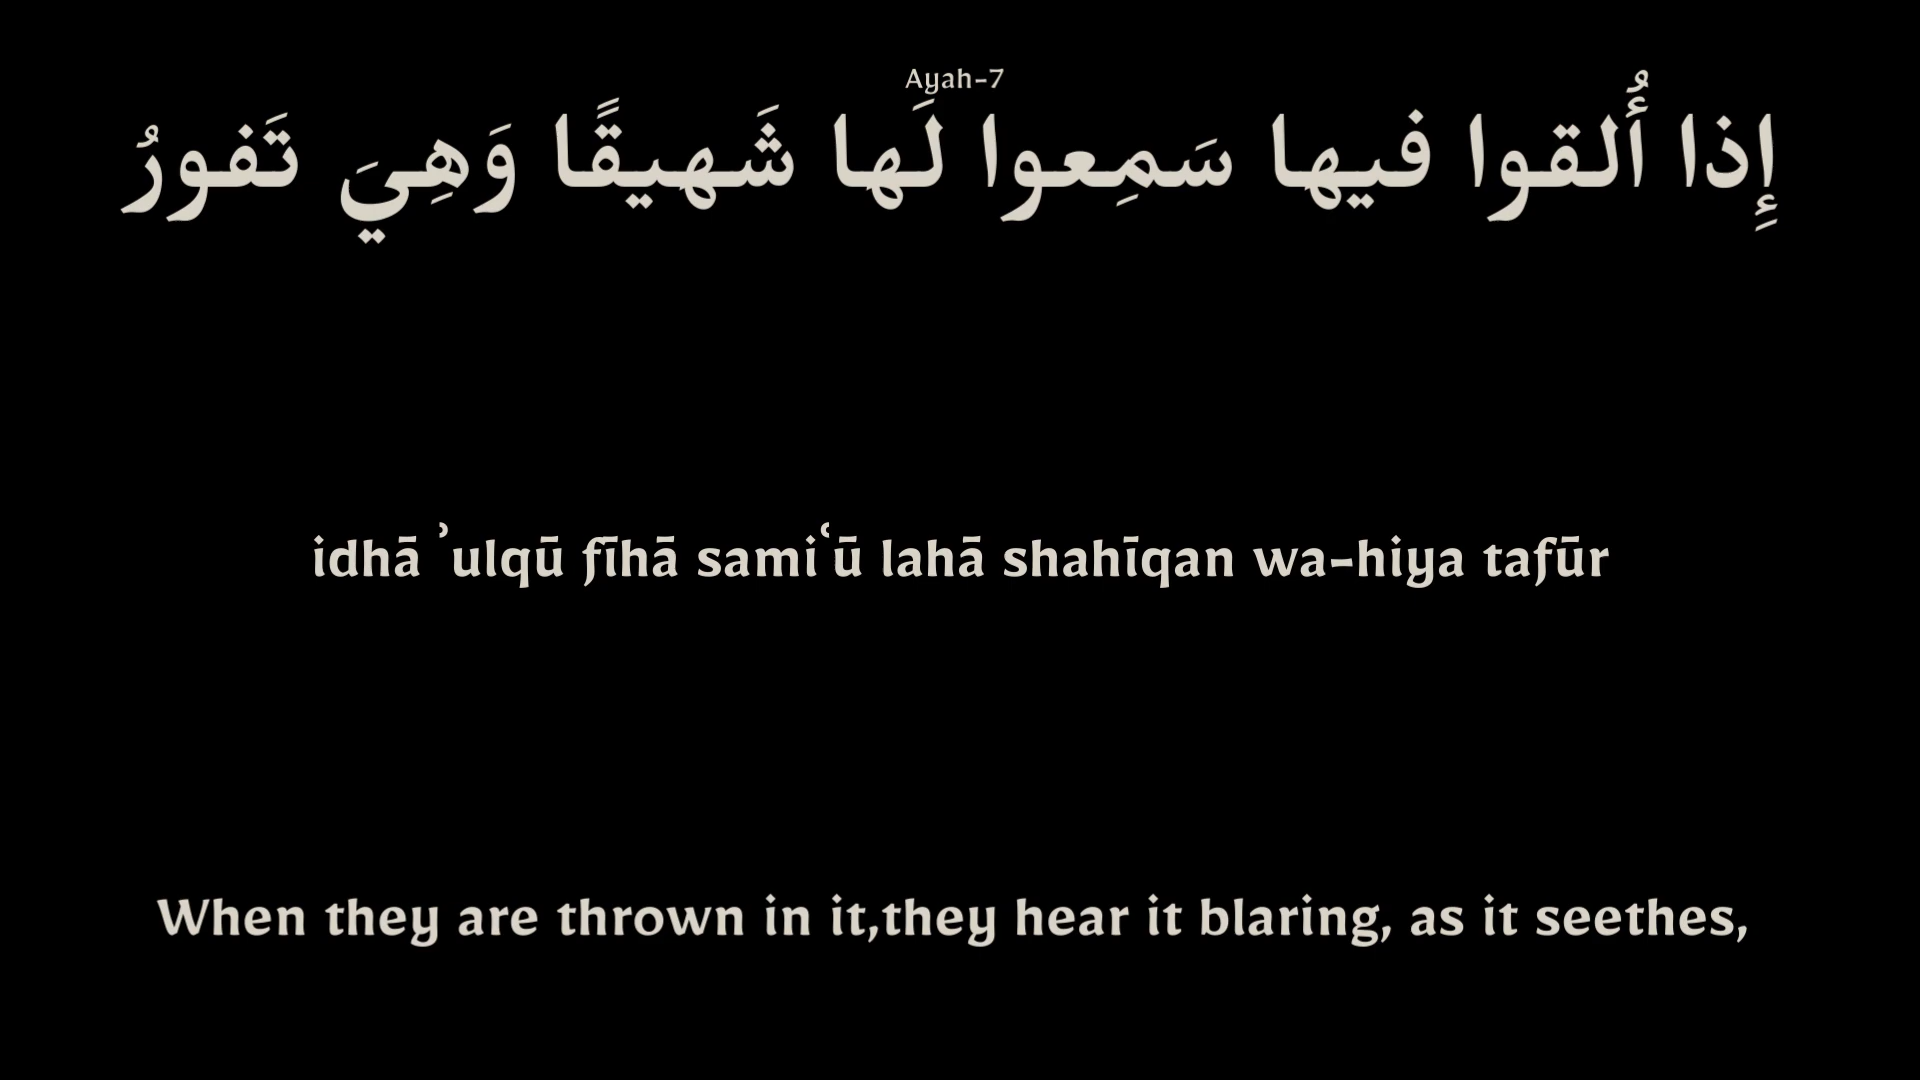 Ayah-7
إِذا أُلقوا فيها سَمِعوا لَها شَهيقًا وَهِيَ تَفورُ
idhā ʾulqū fīhā samiʿū lahā shahīqan wa-hiya tafūr
When they are thrown in it,they hear it blaring, as it seethes,